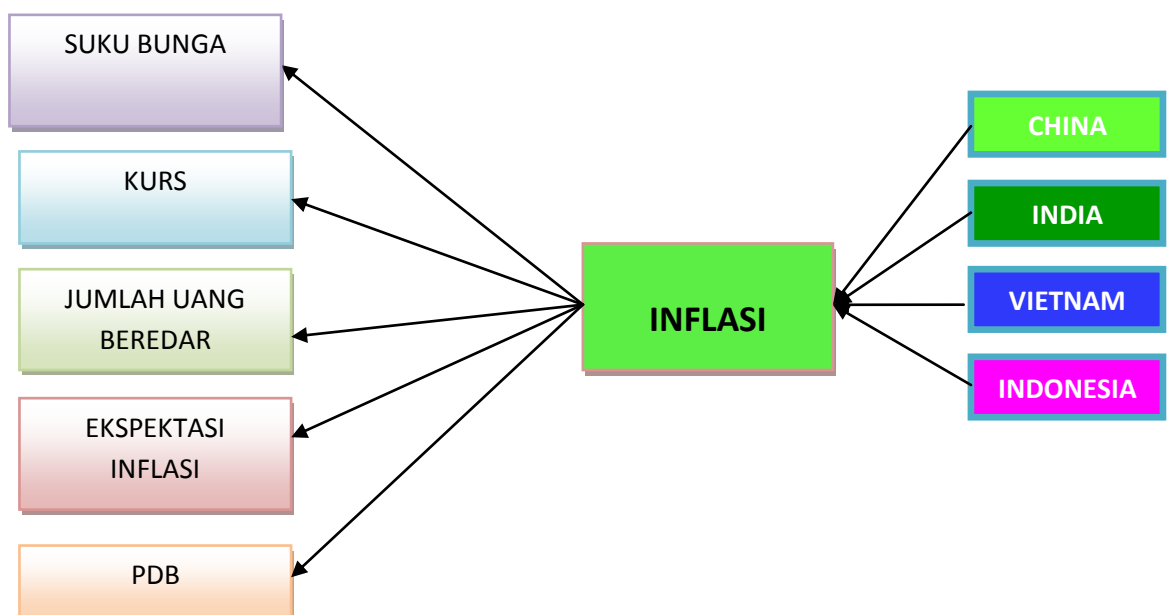 SUKU BUNGA
KURS
JUMLAH UANG
BEREDAR
EKSPEKTASI
INFLASI
PDB
INFLASI
CHINA
INDIA
VIETNAM
INDONESIA